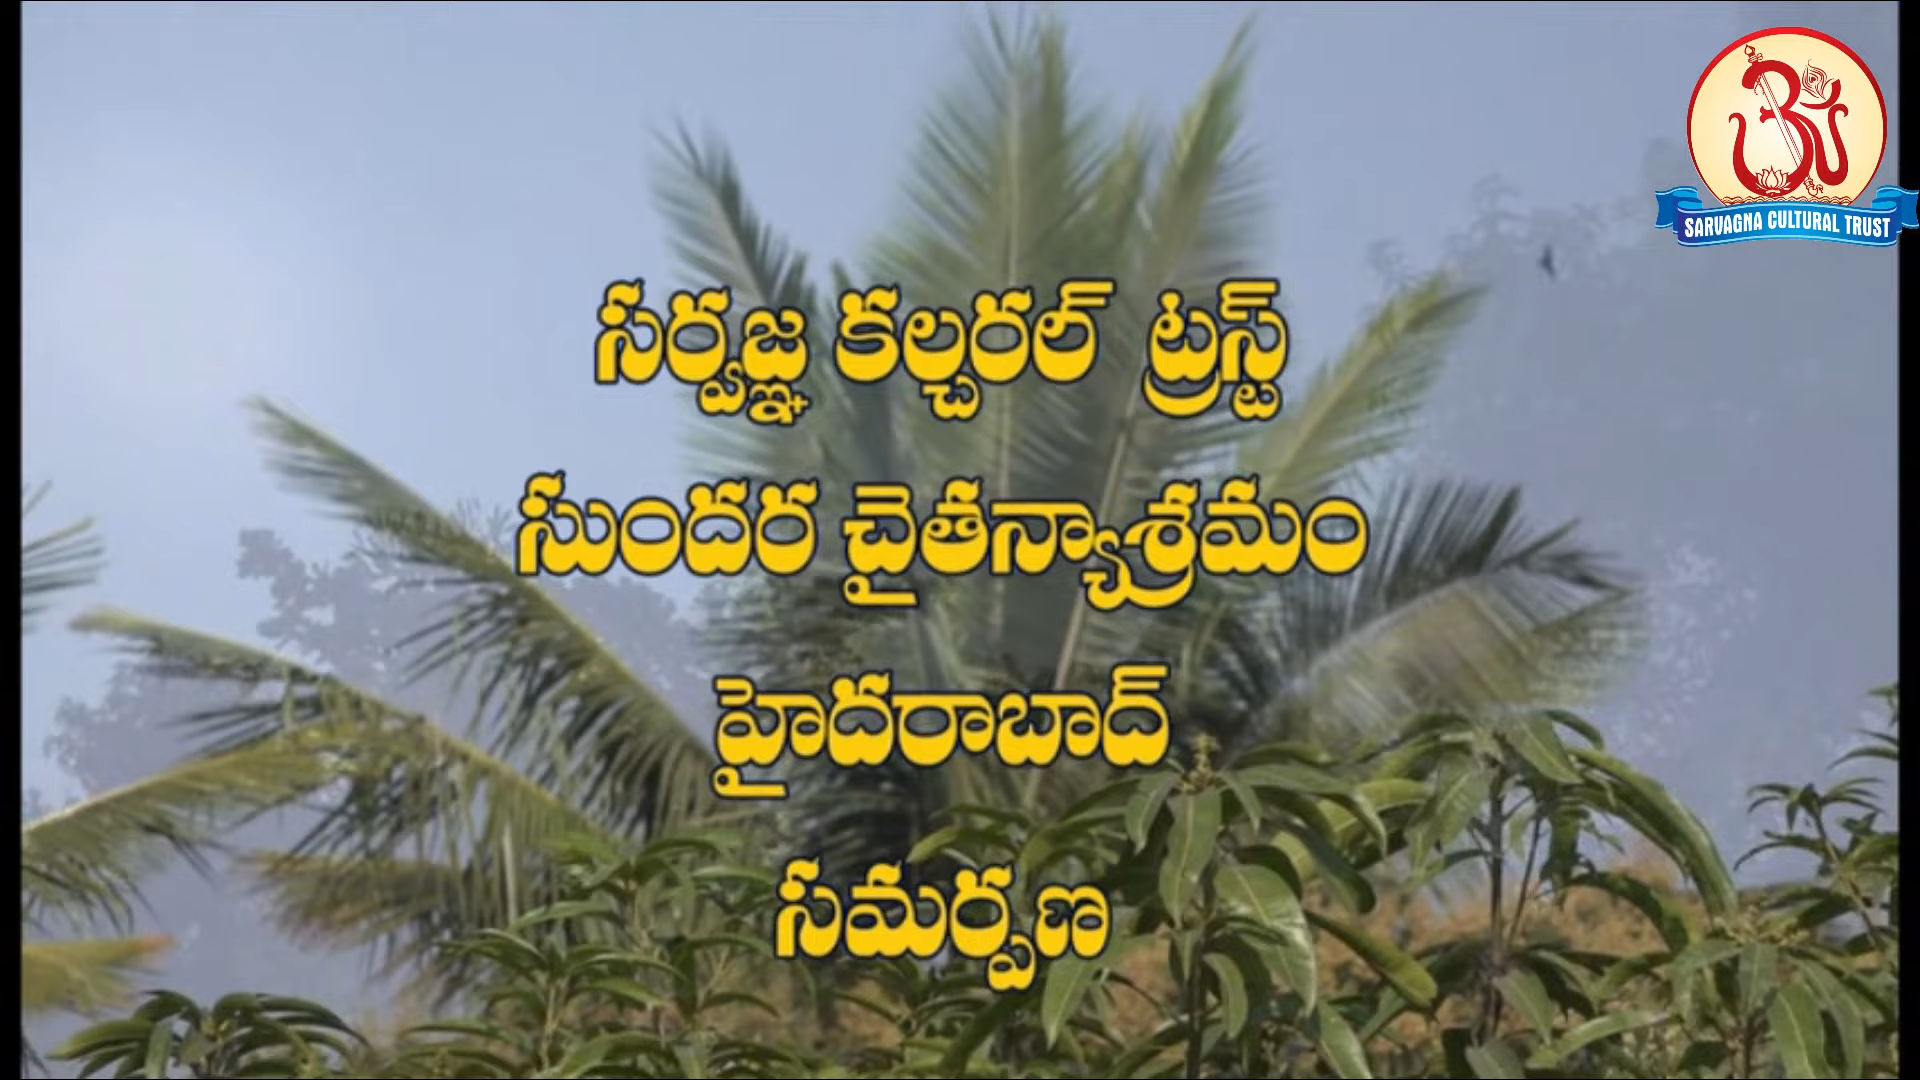 SARVAGNA CULTURAL TRUST
సర్వజ్ఞ కల్చరల్ ట్రస్ట్
సుందర చైతన్యాశ్రమం
హైదరాబాద్
సమర్పణ